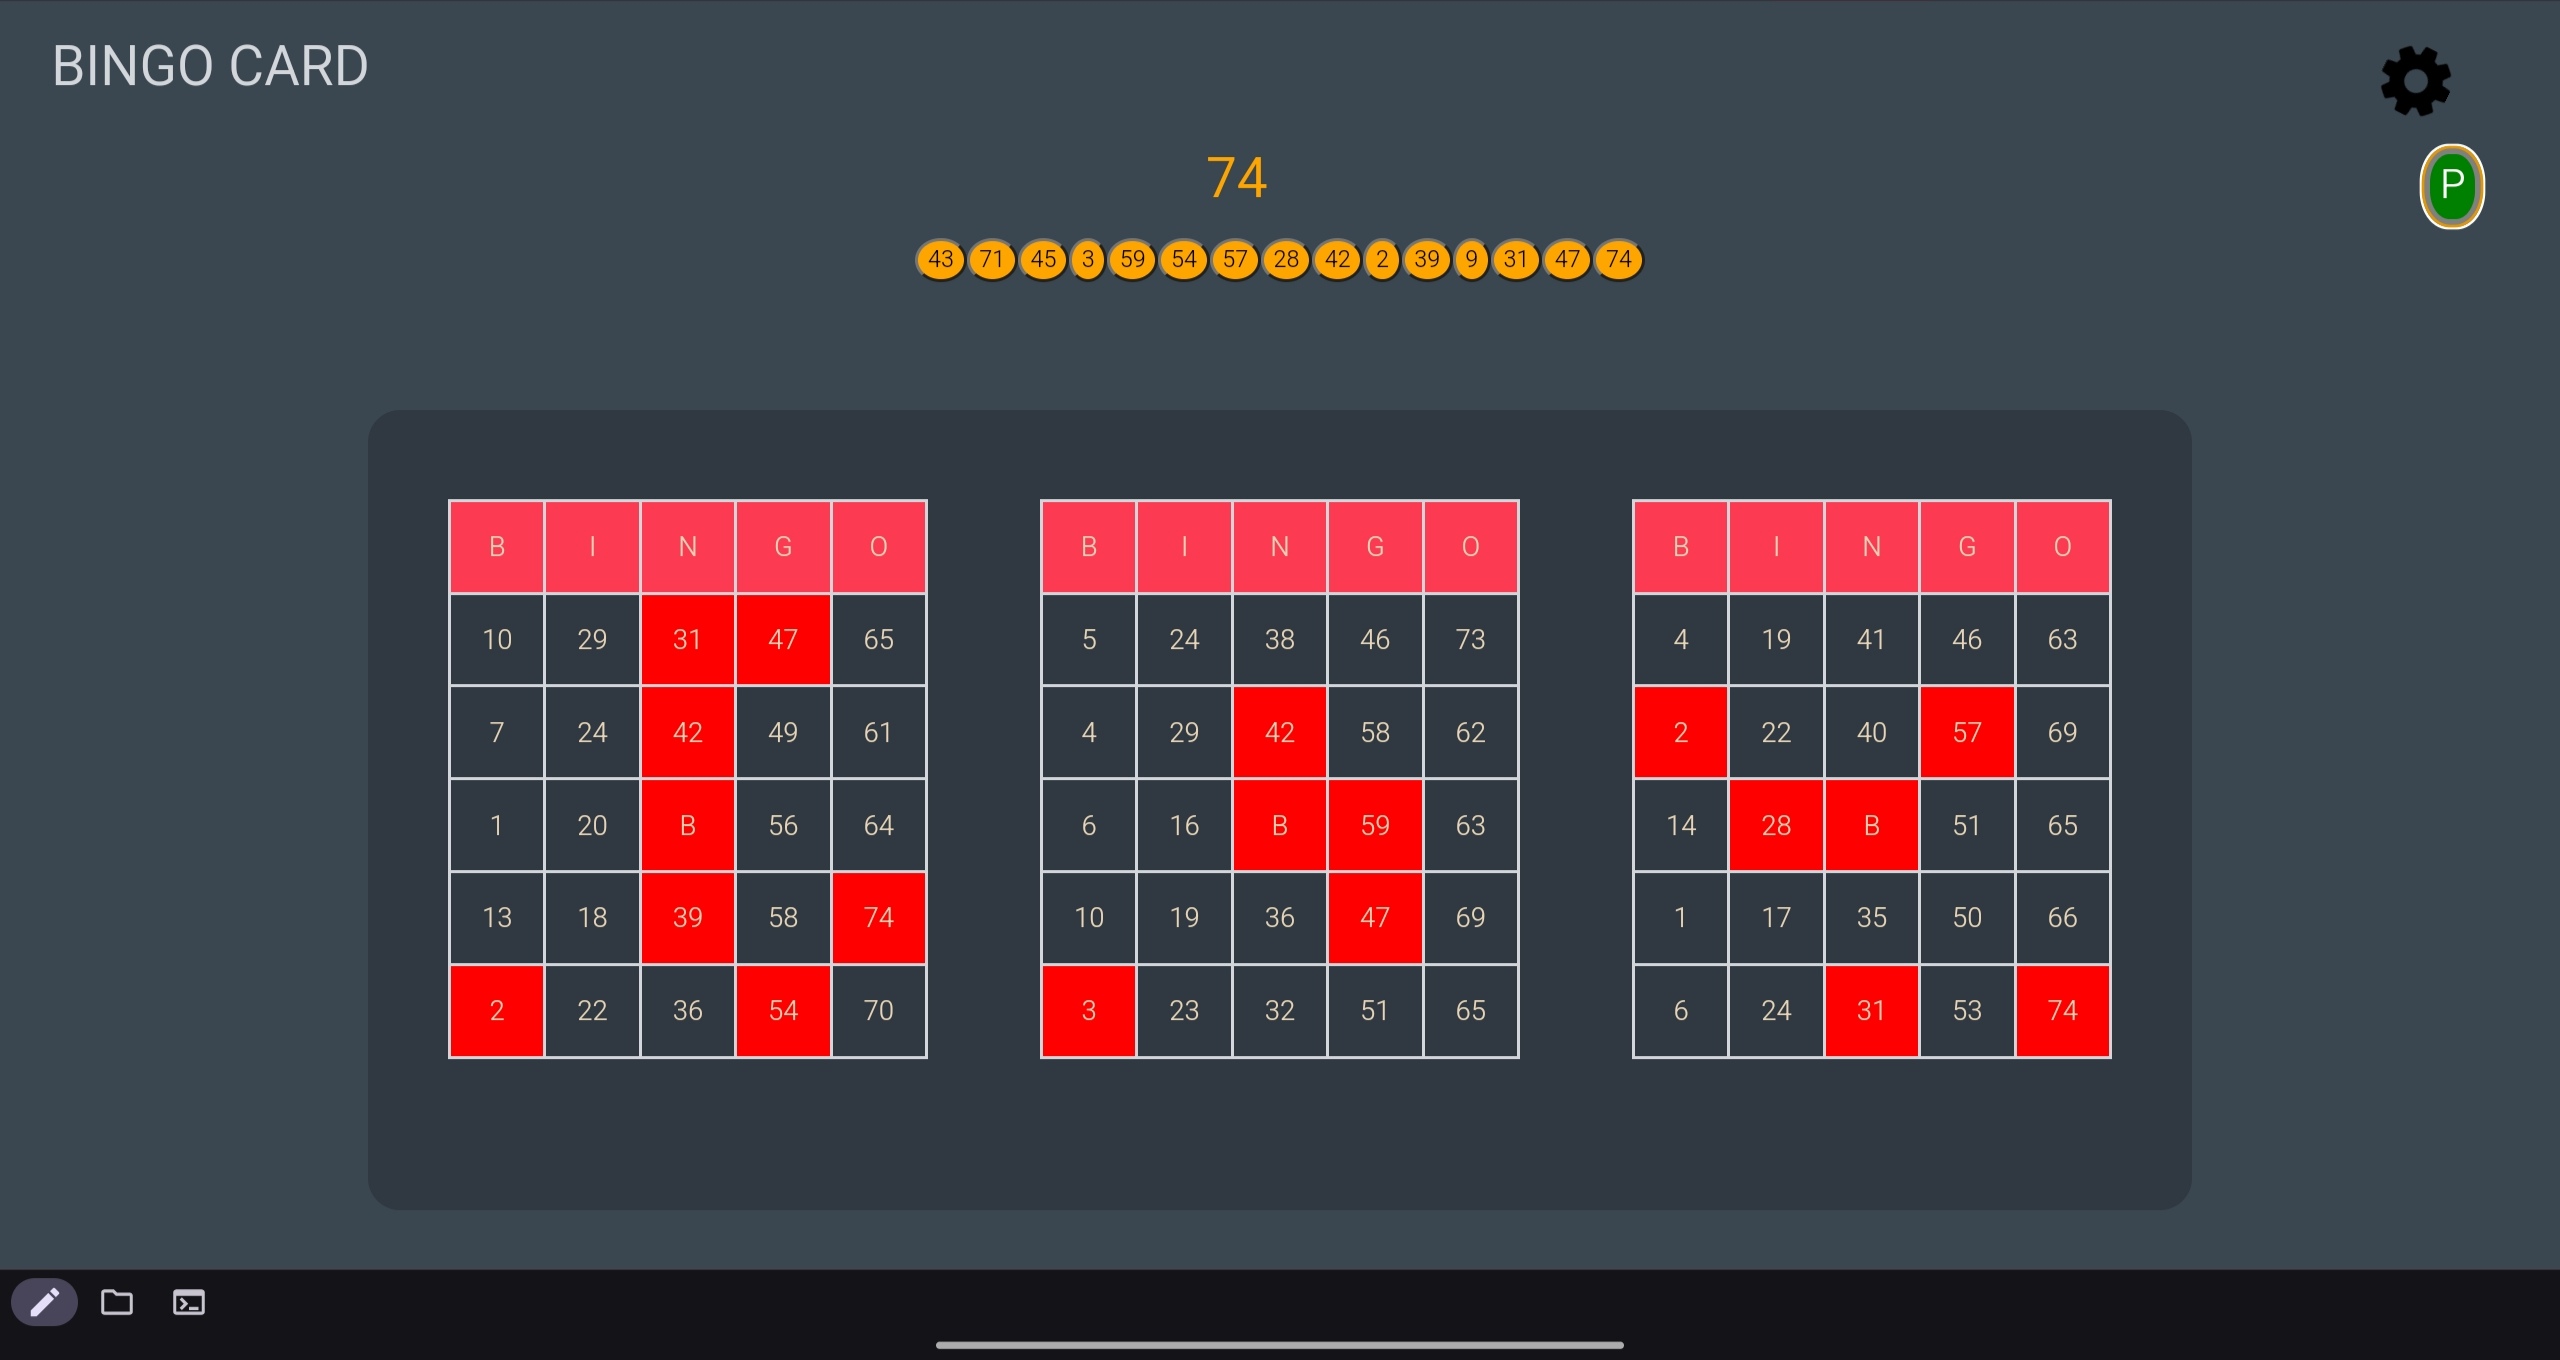 BINGO CARD
P
74
43 71 45 3 59 54 57 28 42 2 39 9 31 47 74
B I N G O
10 29 31 47 65
7 24 42 49 61
1 20 B 56 64
13 18 39 58 74
2 22 36 54 70
B I N G O
5 24 38 46 73
4 29 42 58 62
6 16 B 59 63
10 19 36 47 69
3 23 32 51 65
B I N G O
4 19 41 46 63
2 22 40 57 69
14 28 B 51 65
1 17 35 50 66
6 24 31 53 74